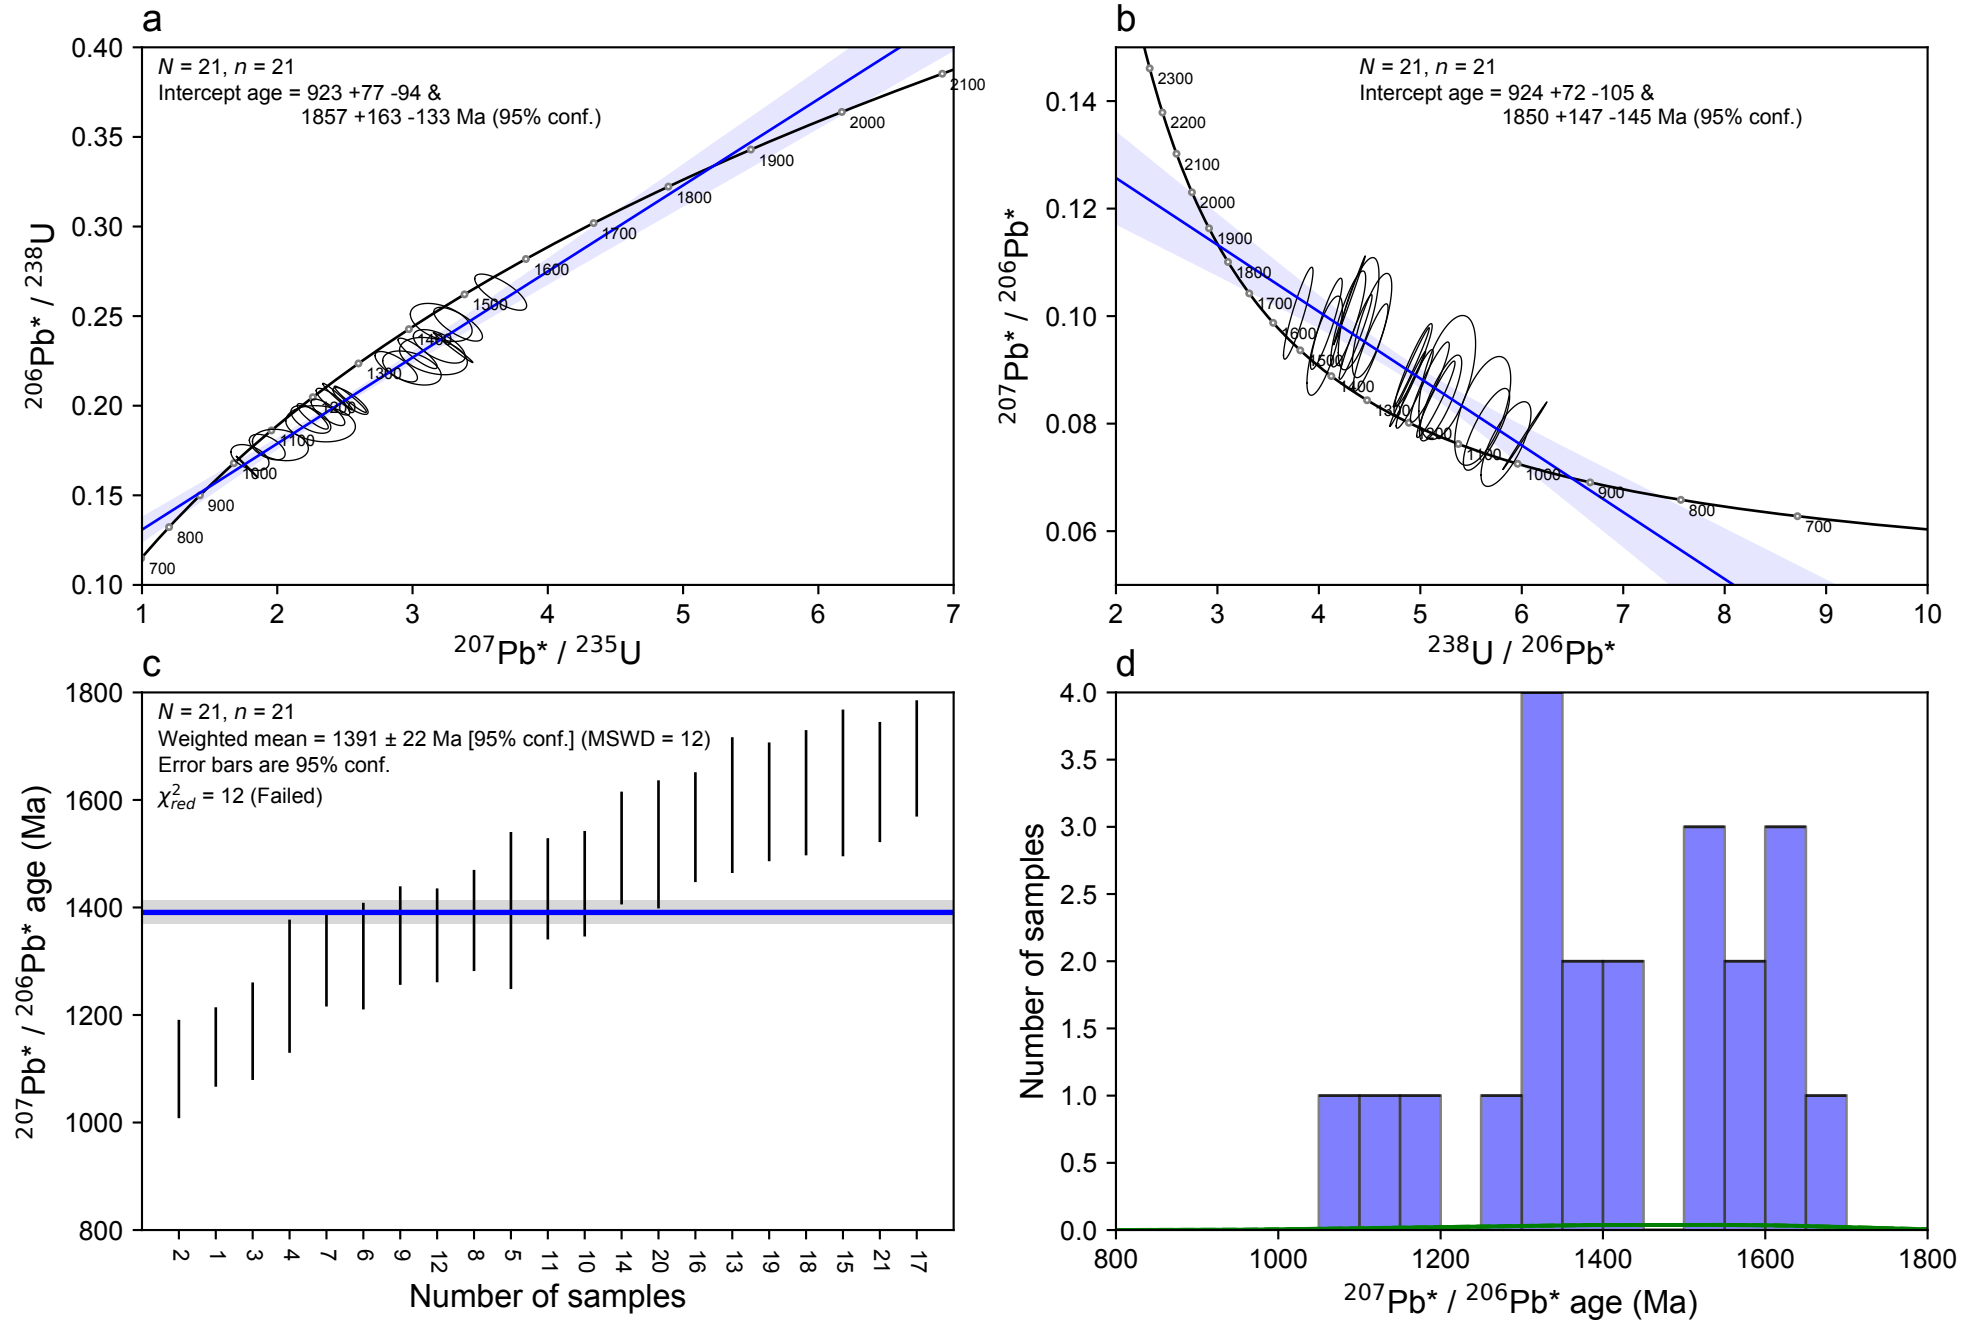 a
N = 21, n = 21
Intercept age = 923 +77 -94 &
1857 +163 -133 Ma (95% conf.)
0.40
0.35
0.30
0.25
0.20
0.15
0.10
²⁰⁶Pb* / ²³⁸U
700
800
900
1000
1100
1200
1300
1400
1500
1600
1700
1800
1900
2000
2100
1 2 3 4 5 6 7
²⁰⁷Pb* / ²³⁵U
b
N = 21, n = 21
Intercept age = 924 +72 -105 &
1850 +147 -145 Ma (95% conf.)
0.14
0.12
0.10
0.08
0.06
²⁰⁷Pb* / ²⁰⁶Pb*
2300
2200
2100
2000
1900
1800
1700
1600
1500
1400
1300
1200
1100
1000
900
800
700
2 3 4 5 6 7 8 9 10
²³⁸U / ²⁰⁶Pb*
c
N = 21, n = 21
Weighted mean = 1391 ± 22 Ma [95% conf.] (MSWD = 12)
Error bars are 95% conf.
χ²red = 12 (Failed)
1800
1600
1400
1200
1000
800
²⁰⁷Pb* / ²⁰⁶Pb* age (Ma)
2 1 3 4 7 6 9 12 8 5 11 10 14 20 16 13 19 18 15 21 17
Number of samples
d
4.0
3.5
3.0
2.5
2.0
1.5
1.0
0.5
0.0
Number of samples
800 1000 1200 1400 1600 1800
²⁰⁷Pb* / ²⁰⁶Pb* age (Ma)